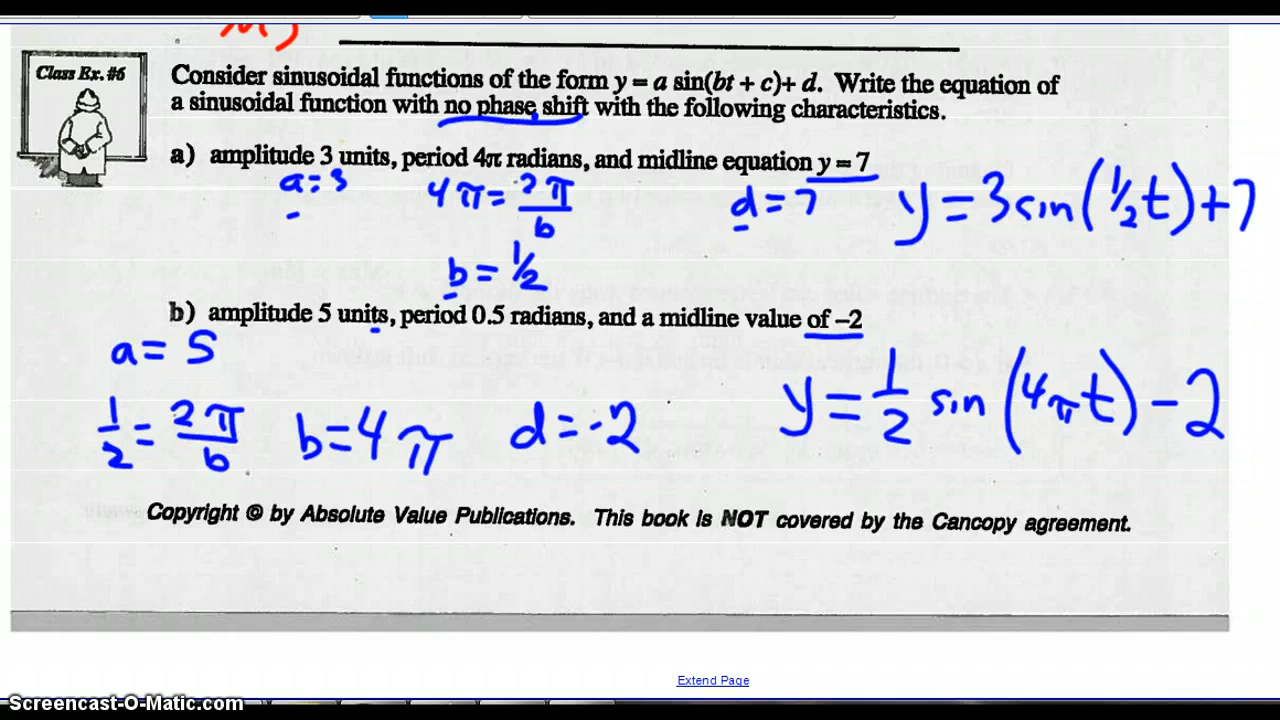 Class Ex. #6
Consider sinusoidal functions of the form y = a sin(bt + c)+ d. Write the equation of
a sinusoidal function with no phase shift with the following characteristics.
a) amplitude 3 units, period 4π radians, and midline equation y = 7
a=3
4π = 2π/b
b = 1/2
d = 7
y = 3 sin(1/2 t) + 7
b) amplitude 5 units, period 0.5 radians, and a midline value of –2
a = 5
1/2 = 2π/b
b = 4π
d = -2
y = 1/2 sin(4π t) - 2
Copyright © by Absolute Value Publications. This book is NOT covered by the Cancopy agreement.
Extend Page
Screencast-O-Matic.com